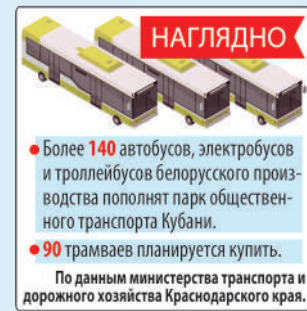 НАГЛЯДНО
● Более 140 автобусов, электробусов
и троллейбусов белорусского произ-
водства пополнят парк обществен-
ного транспорта Кубани.
● 90 трамваев планируется купить.
По данным министерства транспорта и
дорожного хозяйства Краснодарского края.